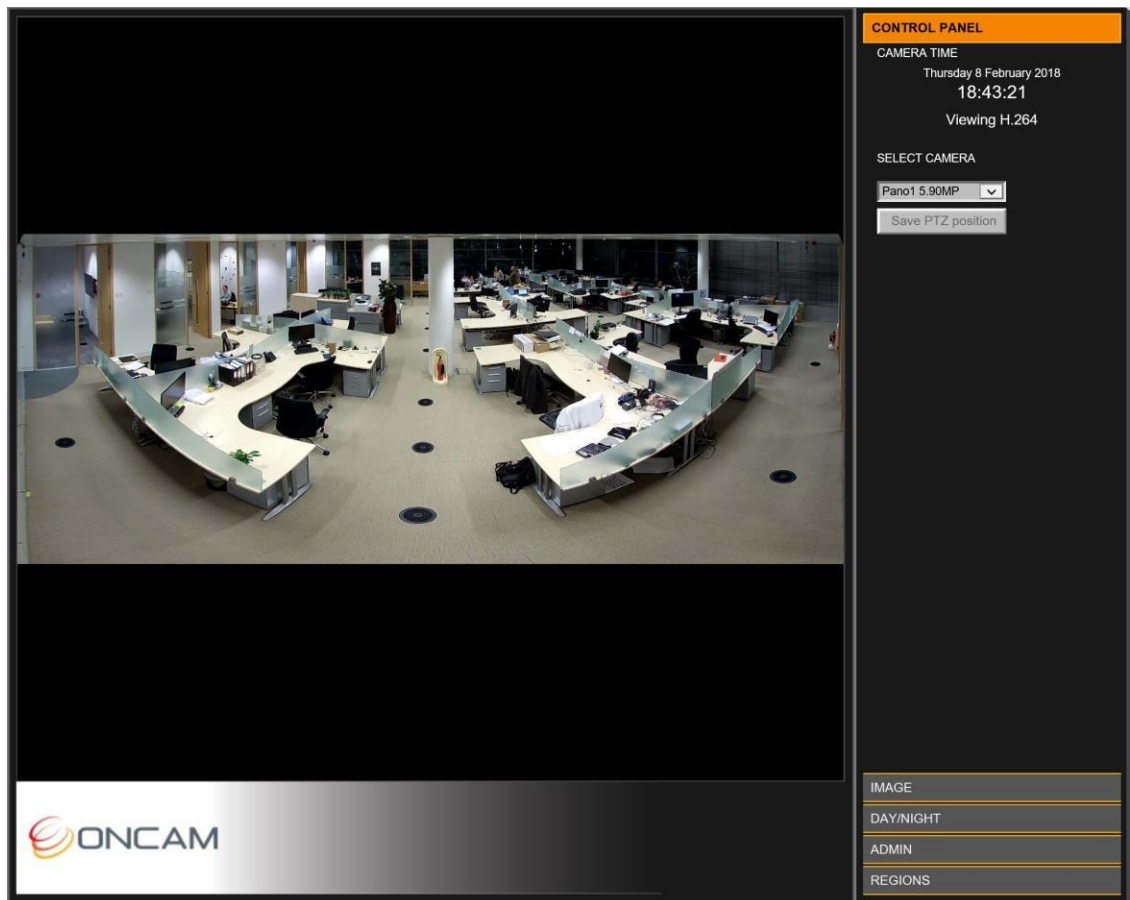 CONTROL PANEL
CAMERA TIME
Thursday 8 February 2018
18:43:21
Viewing H.264
SELECT CAMERA
Pano1 5.90MP
Save PTZ position
IMAGE
DAY/NIGHT
ADMIN
REGIONS
ONCAM